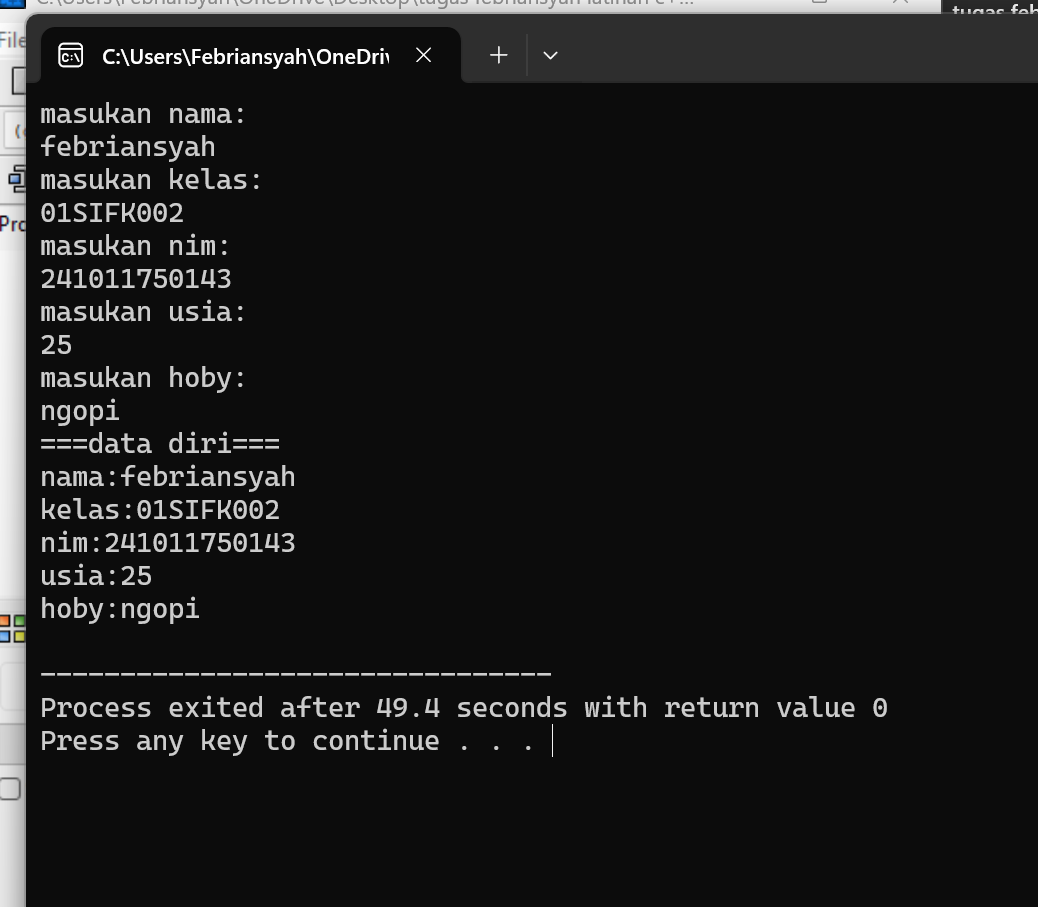 C:\Users\Febriansyah\OneDrive\Desktop\tugas febriansyah latihan c+...
tugas feb
File
C:\Users\Febriansyah\OneDriv
masukan nama:
febriansyah
masukan kelas:
01SIFK002
masukan nim:
241011750143
masukan usia:
25
masukan hoby:
ngopi
===data diri===
nama:febriansyah
kelas:01SIFK002
nim:241011750143
usia:25
hoby:ngopi
--------------------------------
Process exited after 49.4 seconds with return value 0
Press any key to continue . . .